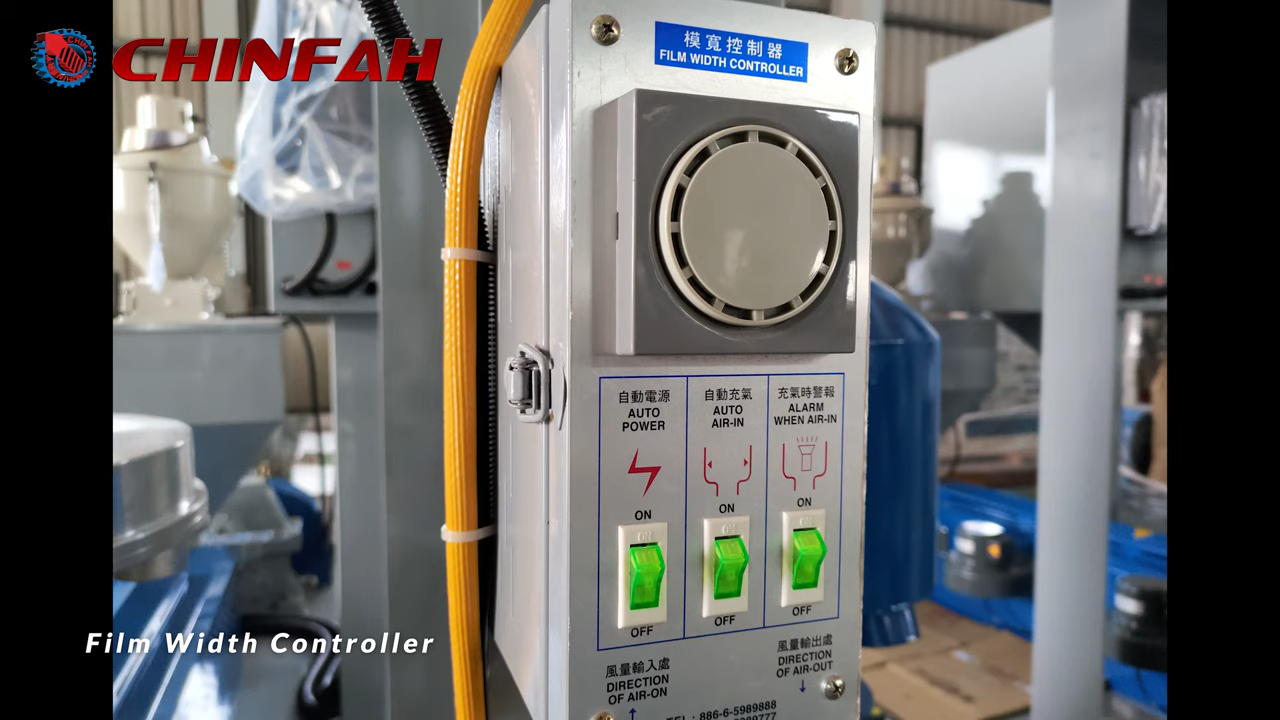 CHINFAH
模寬控制器
FILM WIDTH CONTROLLER
自動電源
AUTO
POWER
自動充氣
AUTO
AIR-IN
充氣時警報
ALARM
WHEN AIR-IN
ON
ON
ON
ON
OFF
OFF
OFF
Film Width Controller
風量輸入處
DIRECTION
OF AIR-ON
風量輸出處
DIRECTION
OF AIR-OUT
TEL : 886-6-5989888